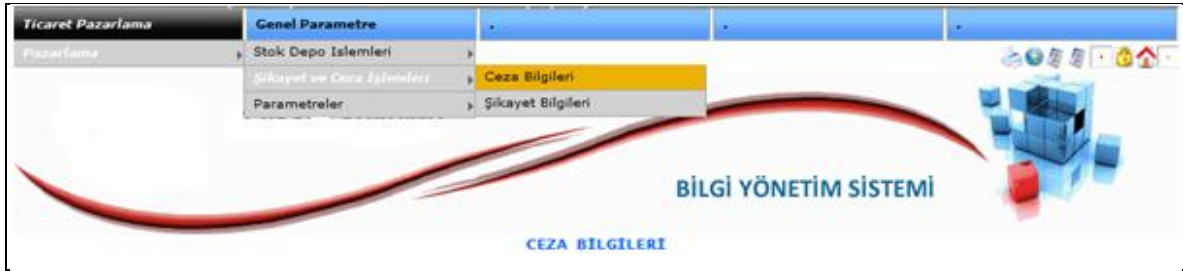 Ticaret Pazarlama
Genel Parametre
Pazarlama
Stok Depo Islemleri
Şikayet ve Ceza İşlemleri
Ceza Bilgileri
Parametreler
Şikayet Bilgileri
BİLGİ YÖNETİM SİSTEMİ
CEZA BİLGİLERİ